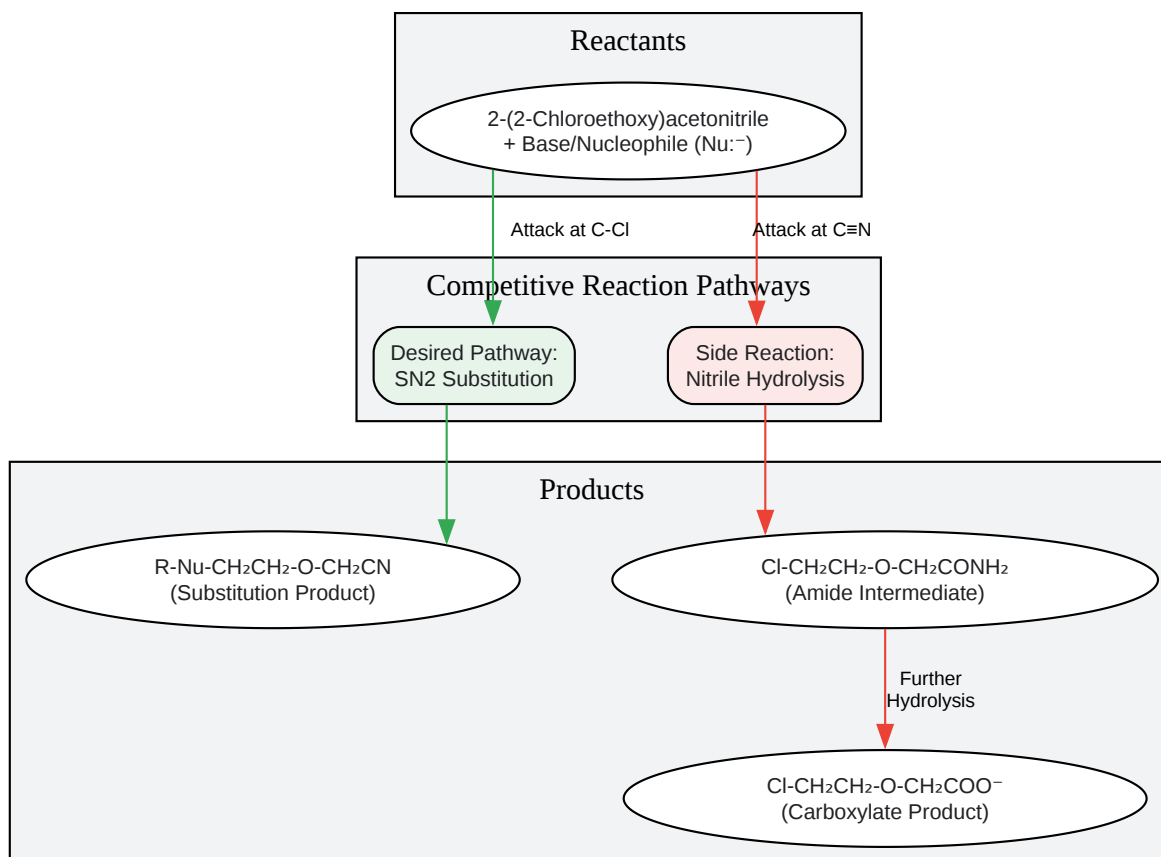 Reactants
2-(2-Chloroethoxy)acetonitrile
+ Base/Nucleophile (Nu:⁻)
Attack at C-Cl
Attack at C≡N
Competitive Reaction Pathways
Desired Pathway:
SN2 Substitution
Side Reaction:
Nitrile Hydrolysis
Products
R-Nu-CH₂CH₂-O-CH₂CN
(Substitution Product)
Cl-CH₂CH₂-O-CH₂CONH₂
(Amide Intermediate)
Further
Hydrolysis
Cl-CH₂CH₂-O-CH₂COO⁻
(Carboxylate Product)